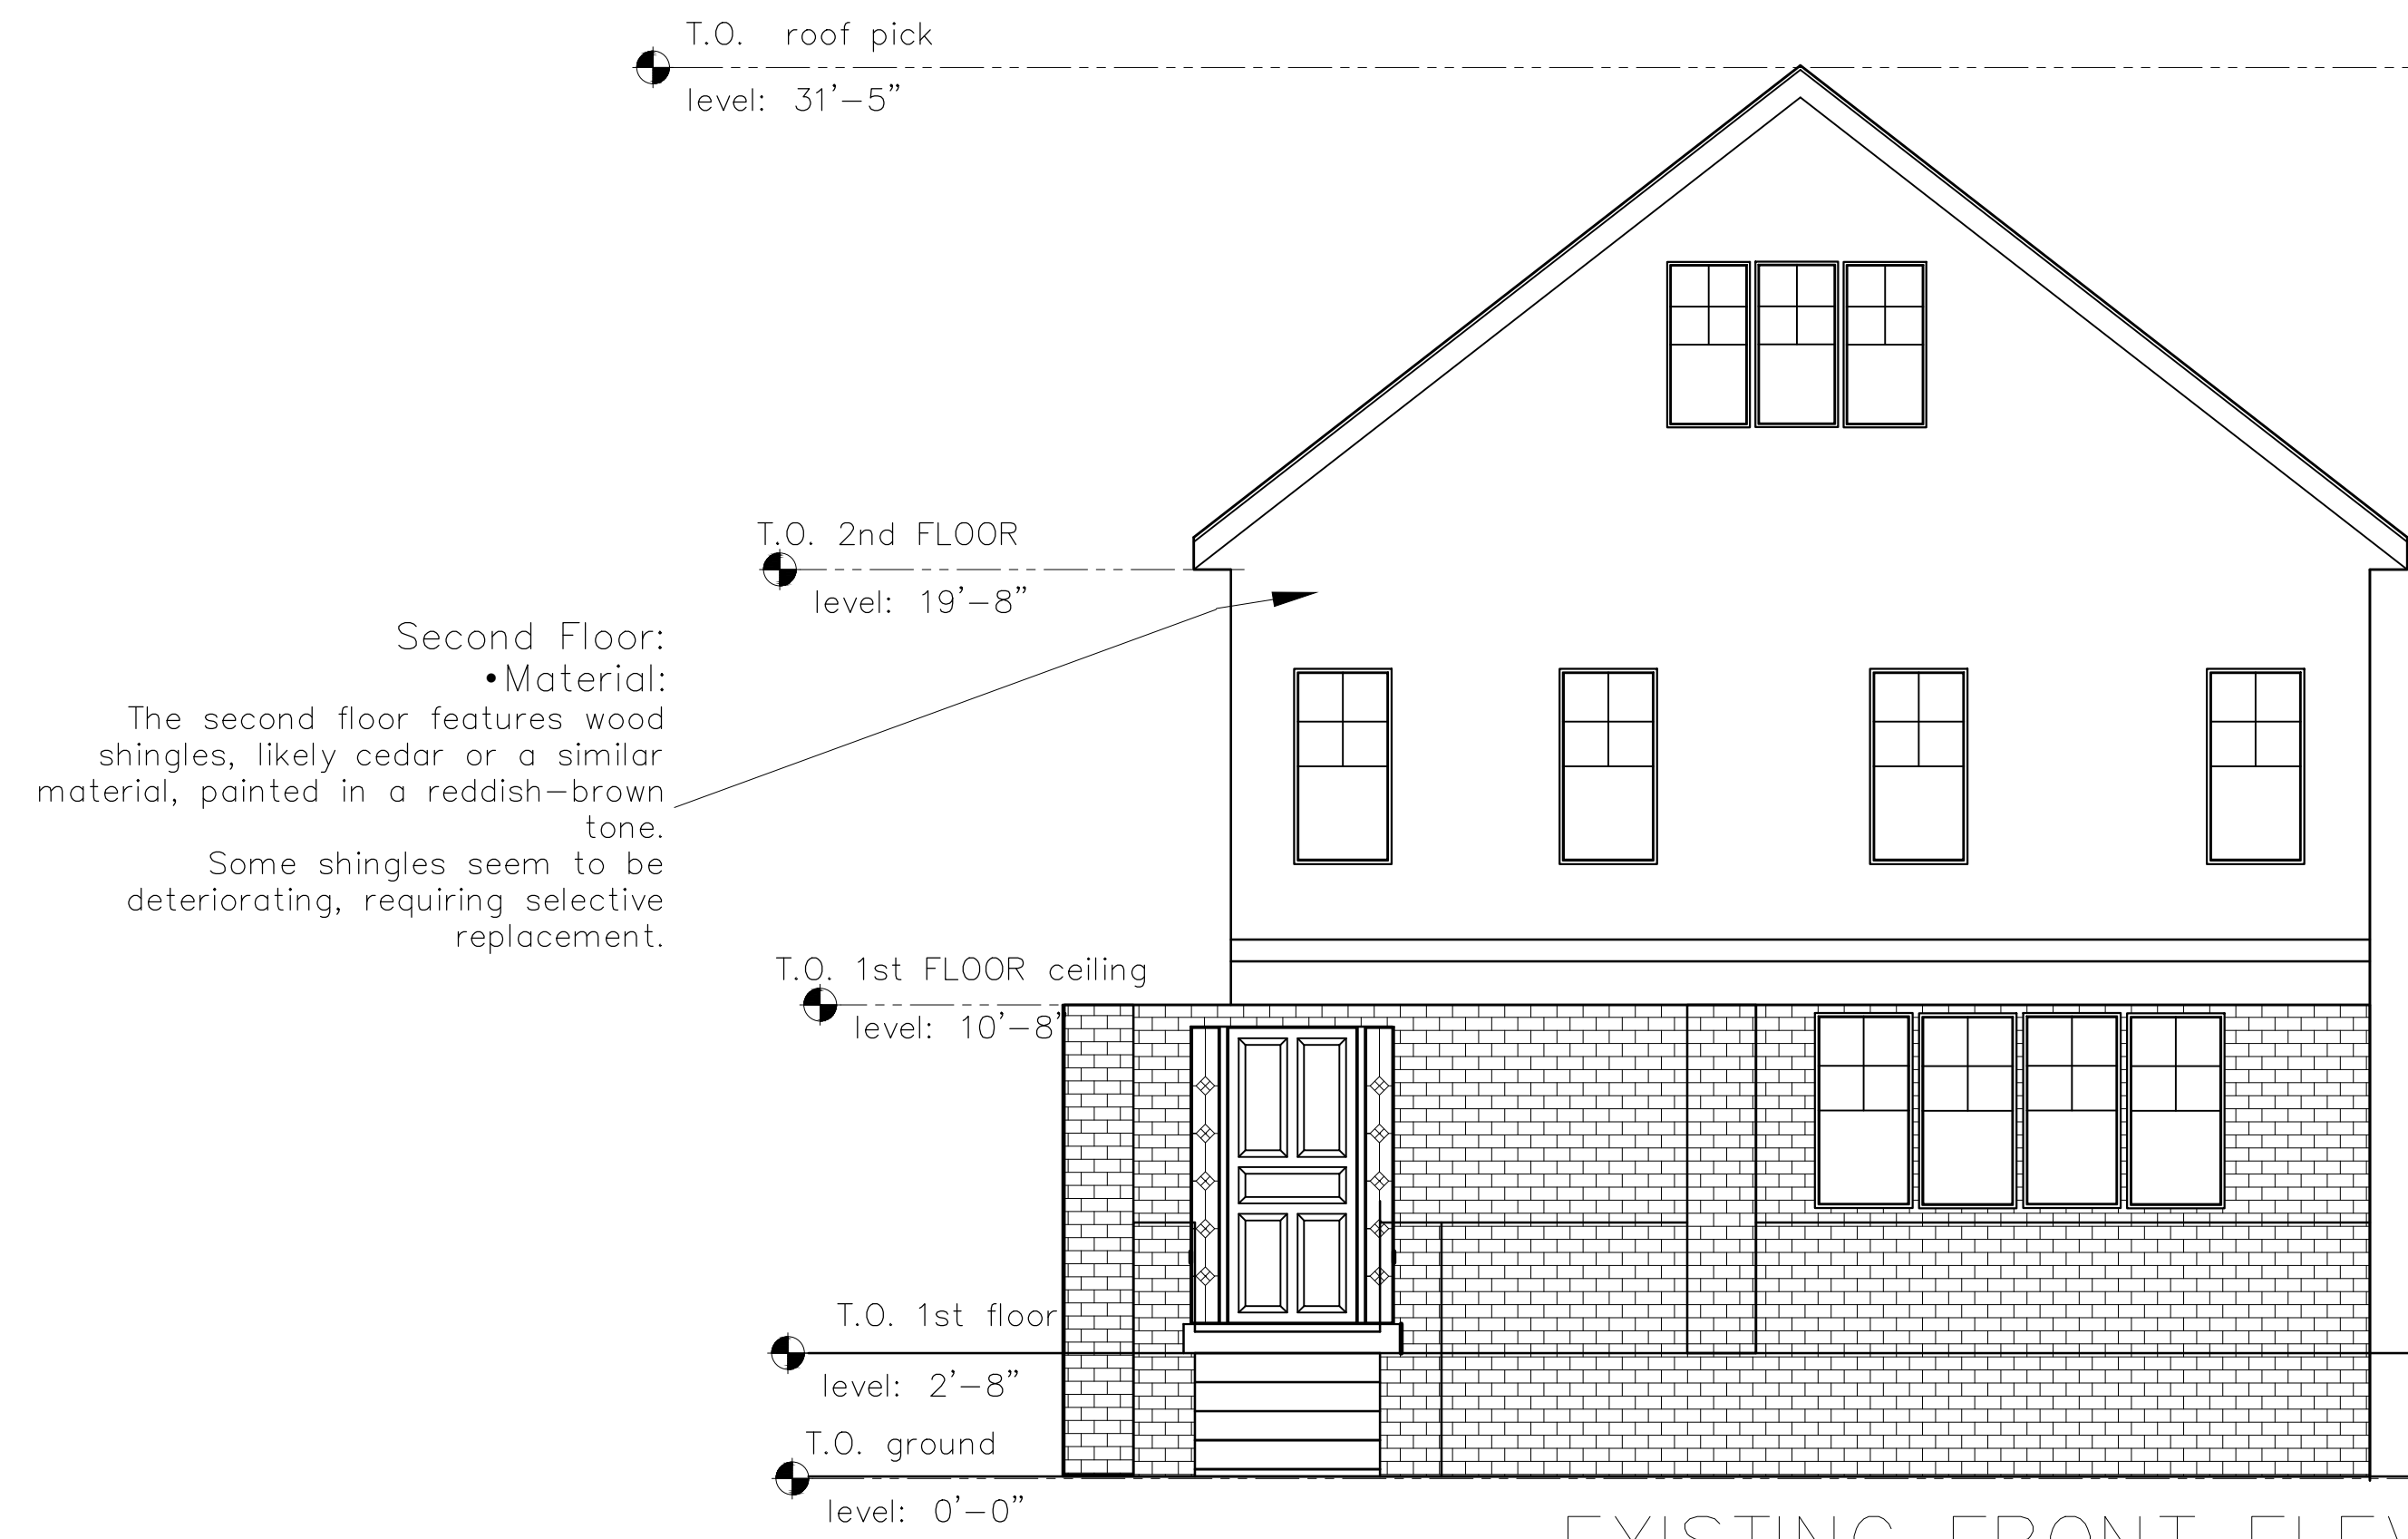 T.O. roof pick
level: 31'-5"
T.O. 2nd FLOOR
level: 19'-8"
Second Floor:
•Material:
The second floor features wood
shingles, likely cedar or a similar
material, painted in a reddish-brown
tone.
Some shingles seem to be
deteriorating, requiring selective
replacement.
T.O. 1st FLOOR ceiling
level: 10'-8"
T.O. 1st floor
level: 2'-8"
T.O. ground
level: 0'-0"
EXISTING FRONT